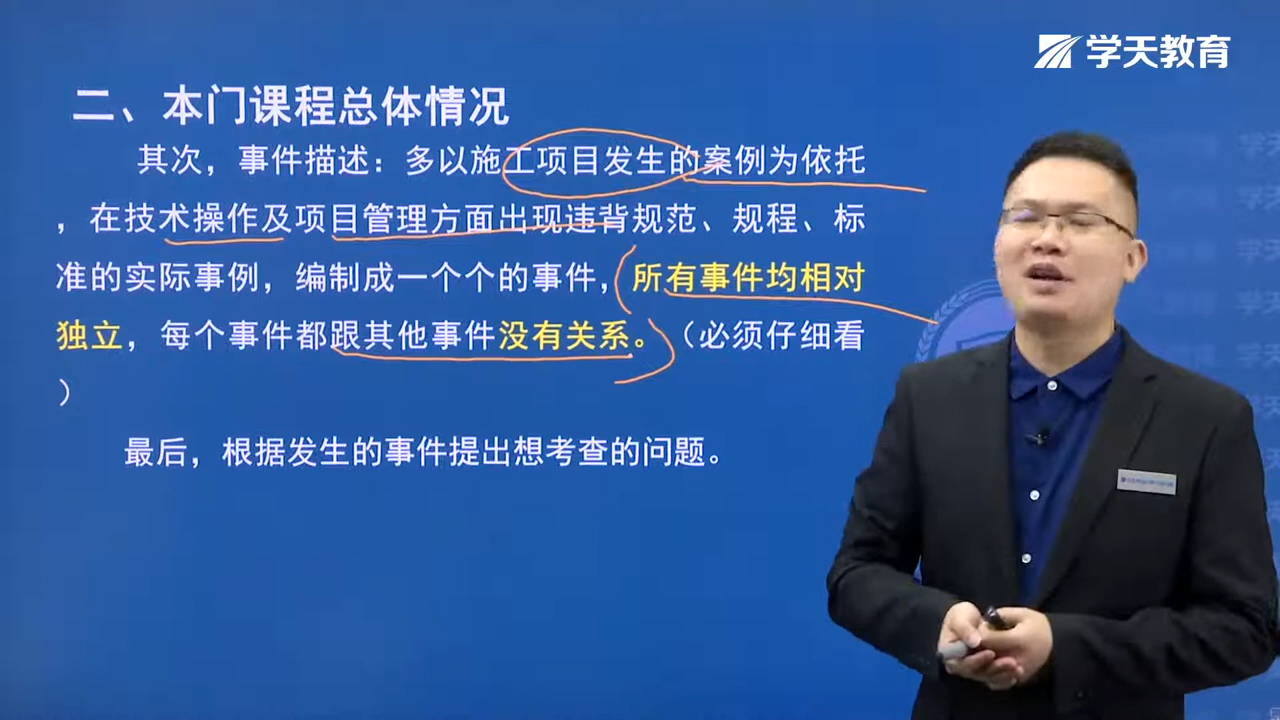 学天教育
二、本门课程总体情况
其次，事件描述：多以施工项目发生的案例为依托
，在技术操作及项目管理方面出现违背规范、规程、标
准的实际事例，编制成一个个的事件，所有事件均相对
独立，每个事件都跟其他事件没有关系。（必须仔细看
）
最后，根据发生的事件提出想考查的问题。